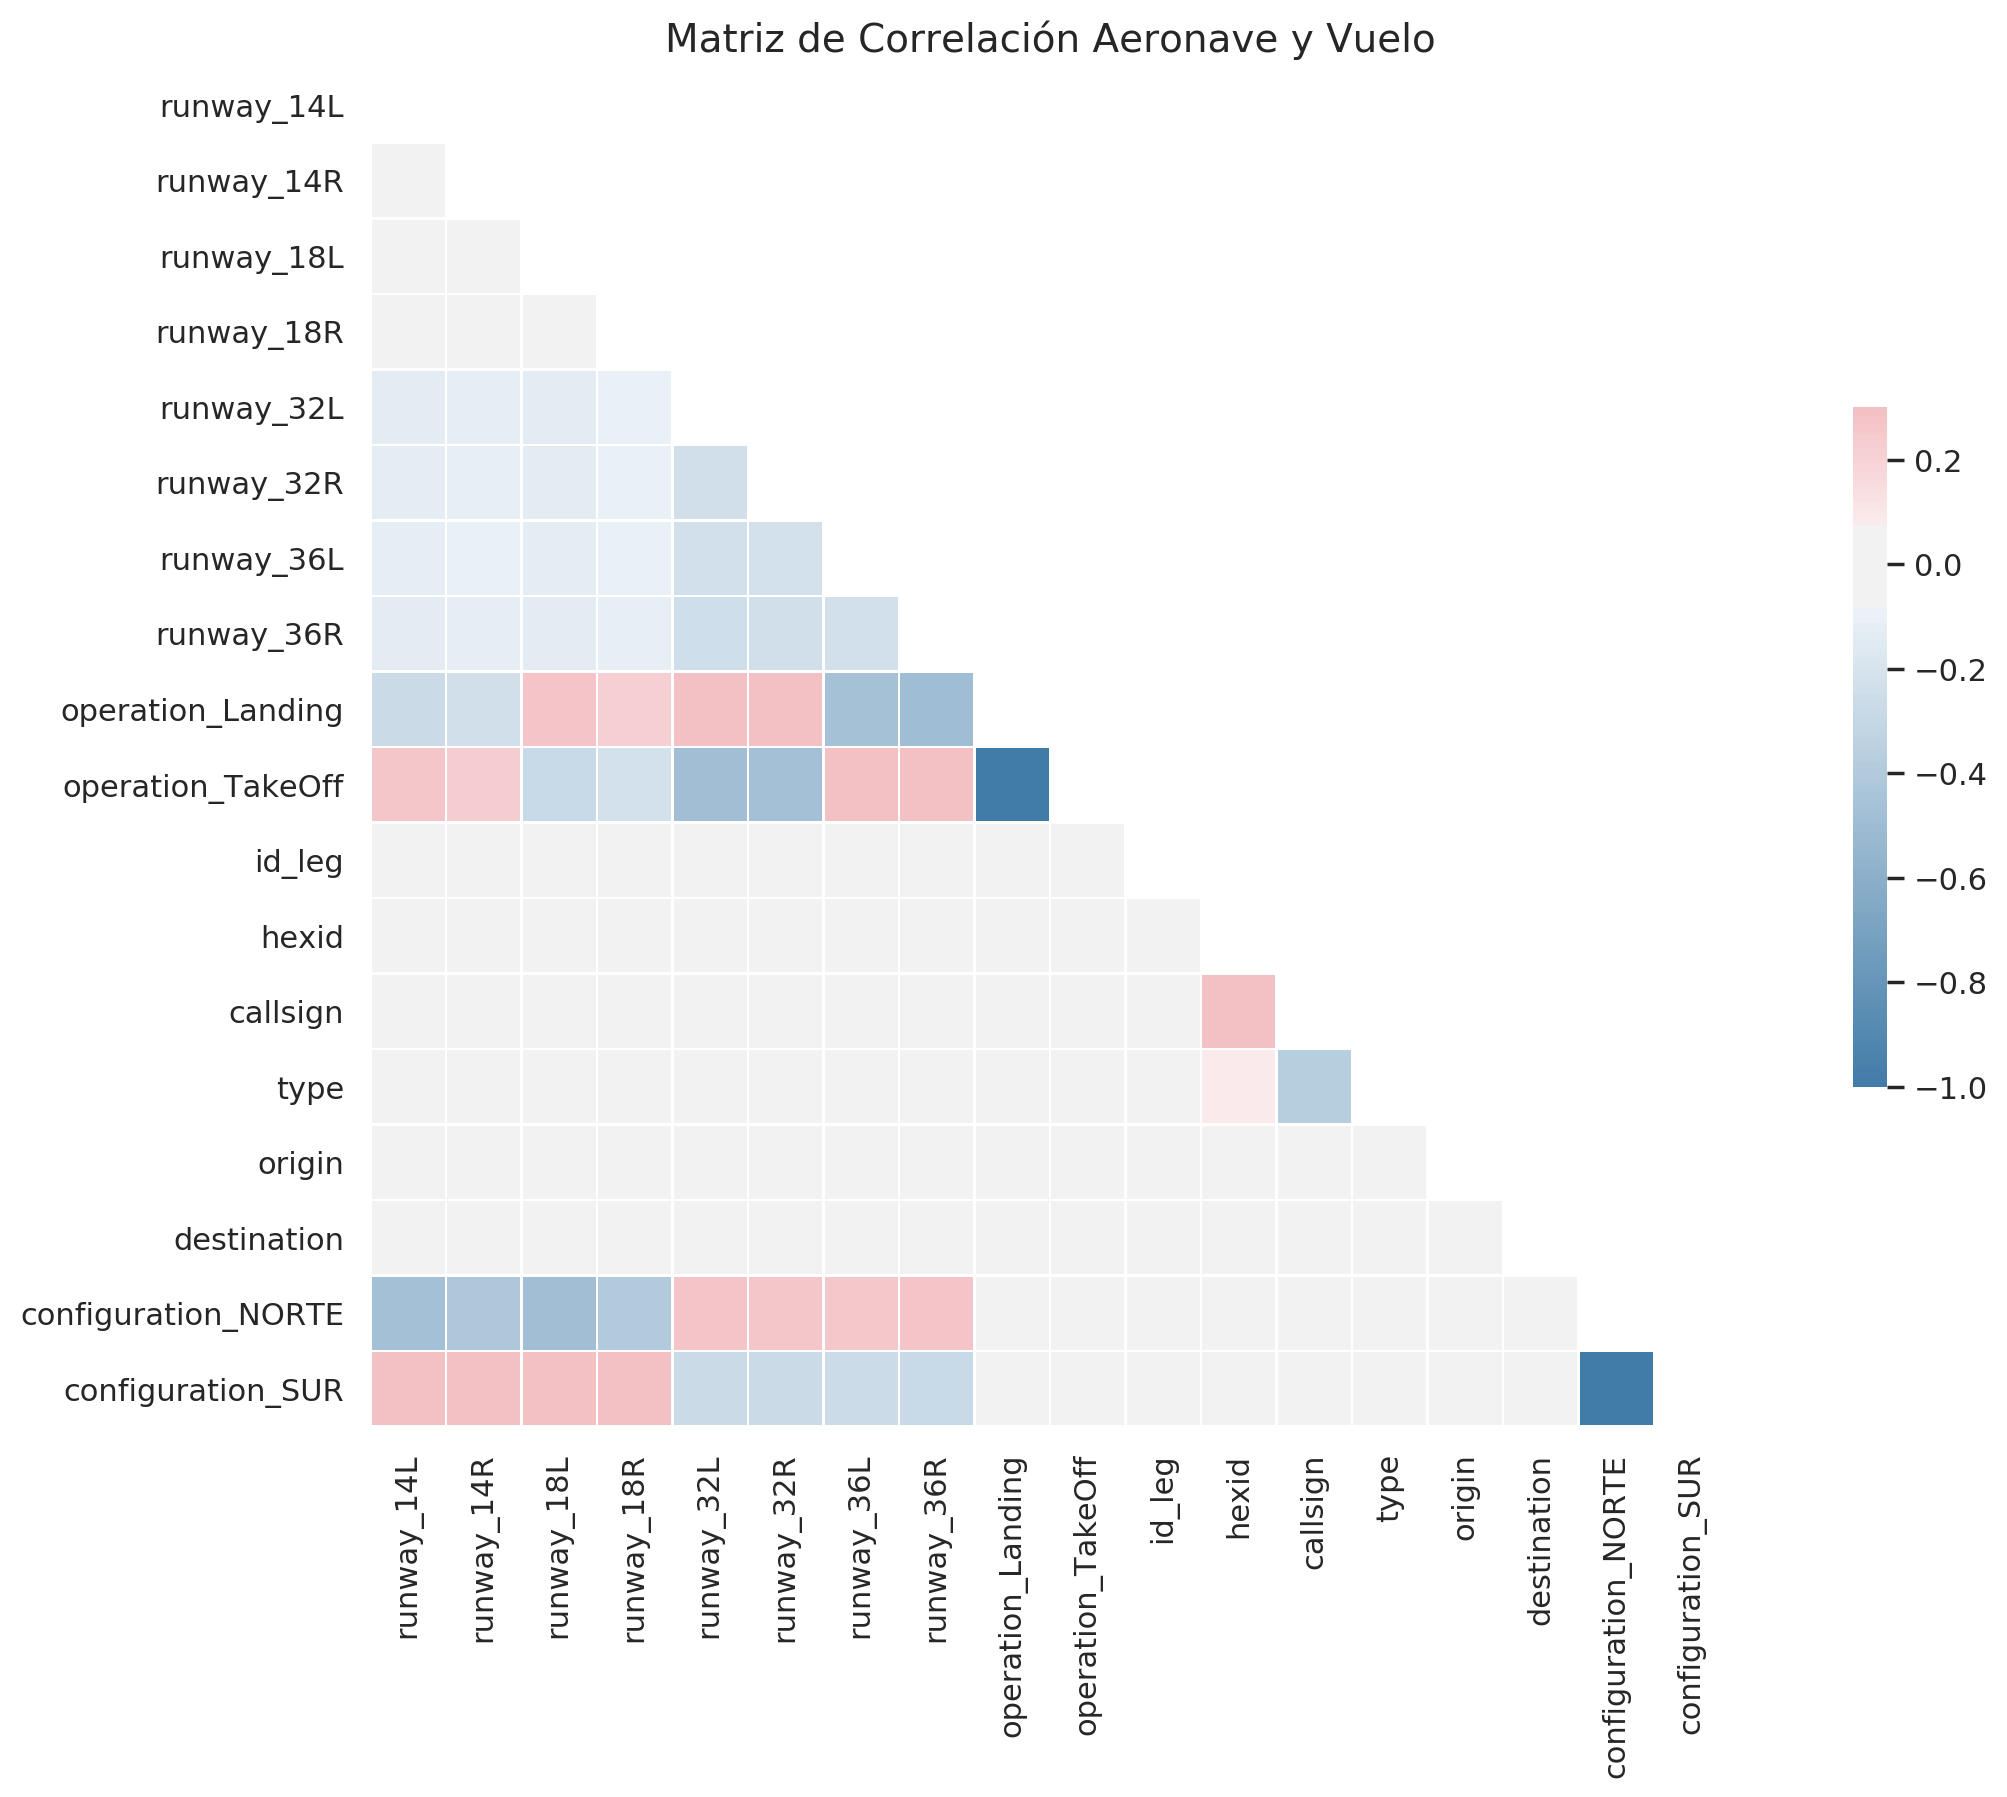 Matriz de Correlación Aeronave y Vuelo
runway_14L
runway_14R
runway_18L
runway_18R
runway_32L
runway_32R
runway_36L
runway_36R
operation_Landing
operation_TakeOff
id_leg
hexid
callsign
type
origin
destination
configuration_NORTE
configuration_SUR
runway_14L
runway_14R
runway_18L
runway_18R
runway_32L
runway_32R
runway_36L
runway_36R
operation_Landing
operation_TakeOff
id_leg
hexid
callsign
type
origin
destination
configuration_NORTE
configuration_SUR
0.2
0.0
−0.2
−0.4
−0.6
−0.8
−1.0